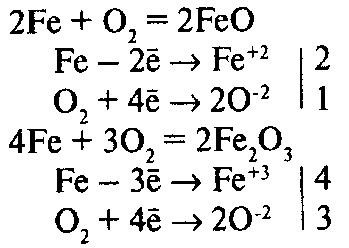 2Fe + O₂ = 2FeO
Fe – 2ē → Fe⁺² | 2
O₂ + 4ē → 2O⁻² | 1
4Fe + 3O₂ = 2Fe₂O₃
Fe – 3ē → Fe⁺³ | 4
O₂ + 4ē → 2O⁻² | 3